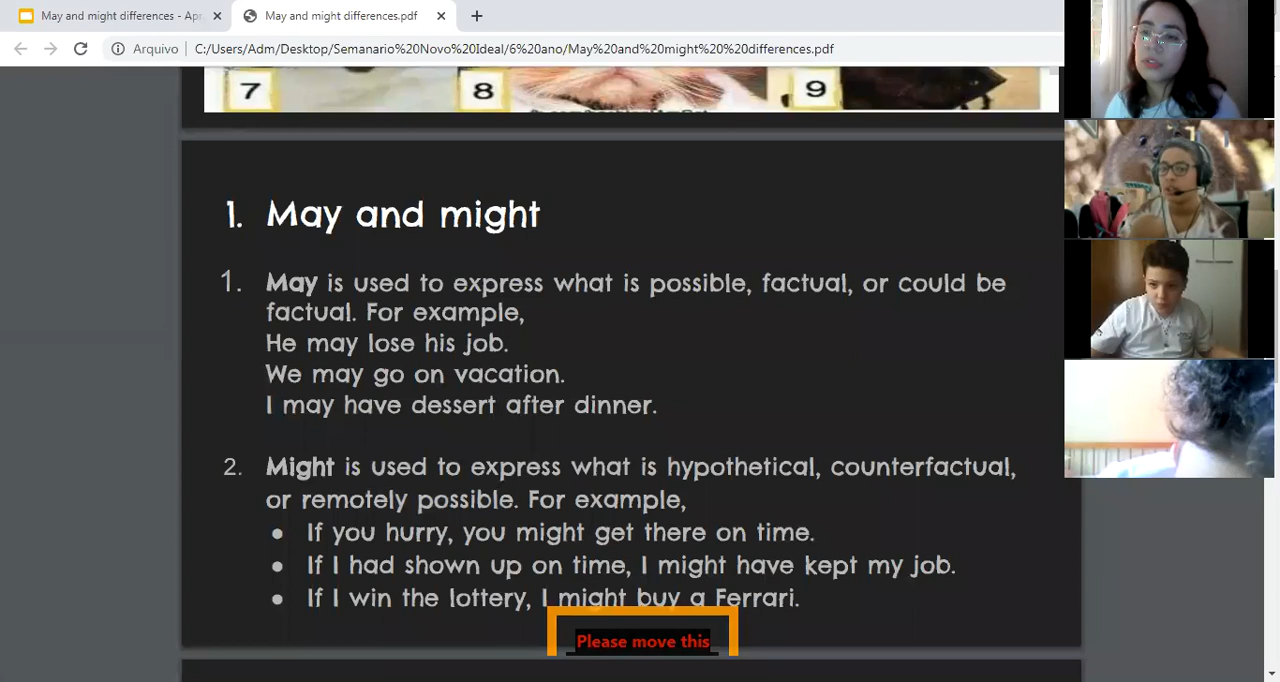 May and might differences - Apr
May and might differences.pdf
Arquivo
C:/Users/Adm/Desktop/Semanario%20Novo%20Ideal/6%20ano/May%20and%20might%20%20differences.pdf
7 8 9
1. May and might
1. May is used to express what is possible, factual, or could be
factual. For example,
He may lose his job.
We may go on vacation.
I may have dessert after dinner.
2. Might is used to express what is hypothetical, counterfactual,
or remotely possible. For example,
● If you hurry, you might get there on time.
● If I had shown up on time, I might have kept my job.
● If I win the lottery, I might buy a Ferrari.
Please move this